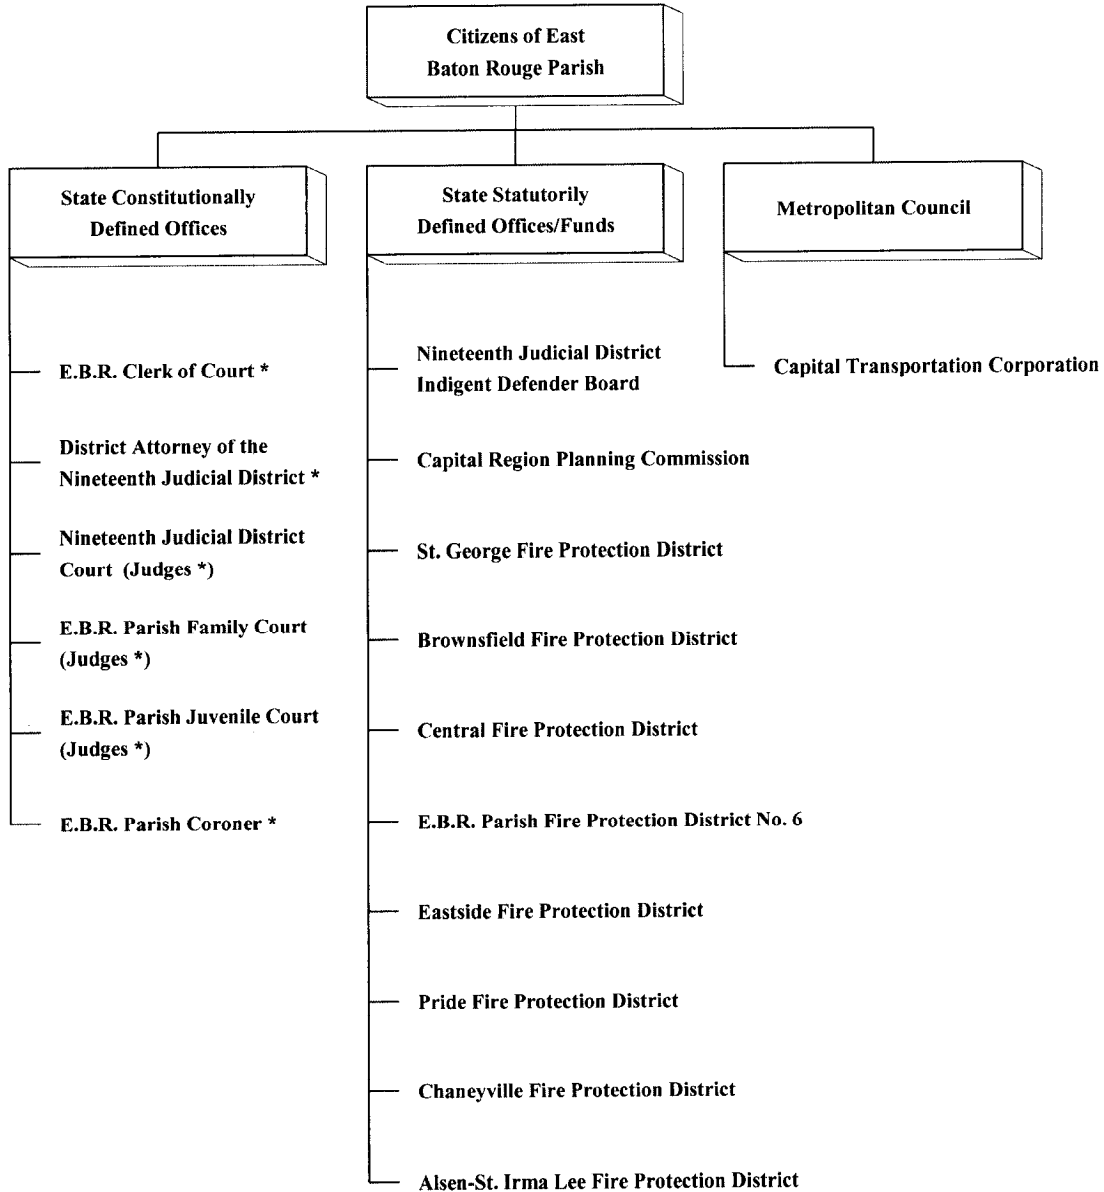 Citizens of East
Baton Rouge Parish
State Constitutionally
Defined Offices
E.B.R. Clerk of Court *
District Attorney of the
Nineteenth Judicial District *
Nineteenth Judicial District
Court (Judges *)
E.B.R. Parish Family Court
(Judges *)
E.B.R. Parish Juvenile Court
(Judges *)
E.B.R. Parish Coroner *
State Statutorily
Defined Offices/Funds
Nineteenth Judicial District
Indigent Defender Board
Capital Region Planning Commission
St. George Fire Protection District
Brownsfield Fire Protection District
Central Fire Protection District
E.B.R. Parish Fire Protection District No. 6
Eastside Fire Protection District
Pride Fire Protection District
Chaneyville Fire Protection District
Alsen-St. Irma Lee Fire Protection District
Metropolitan Council
Capital Transportation Corporation